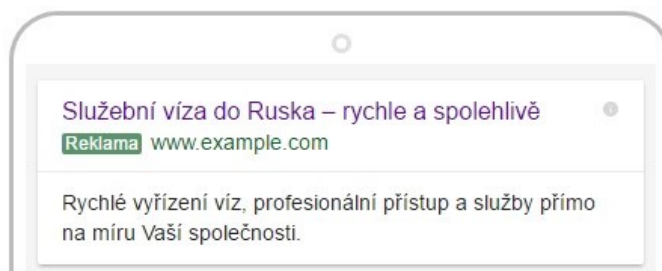 Služební víza do Ruska – rychle a spolehlivě
Reklama www.example.com
Rychlé vyřízení víz, profesionální přístup a služby přímo
na míru Vaší společnosti.